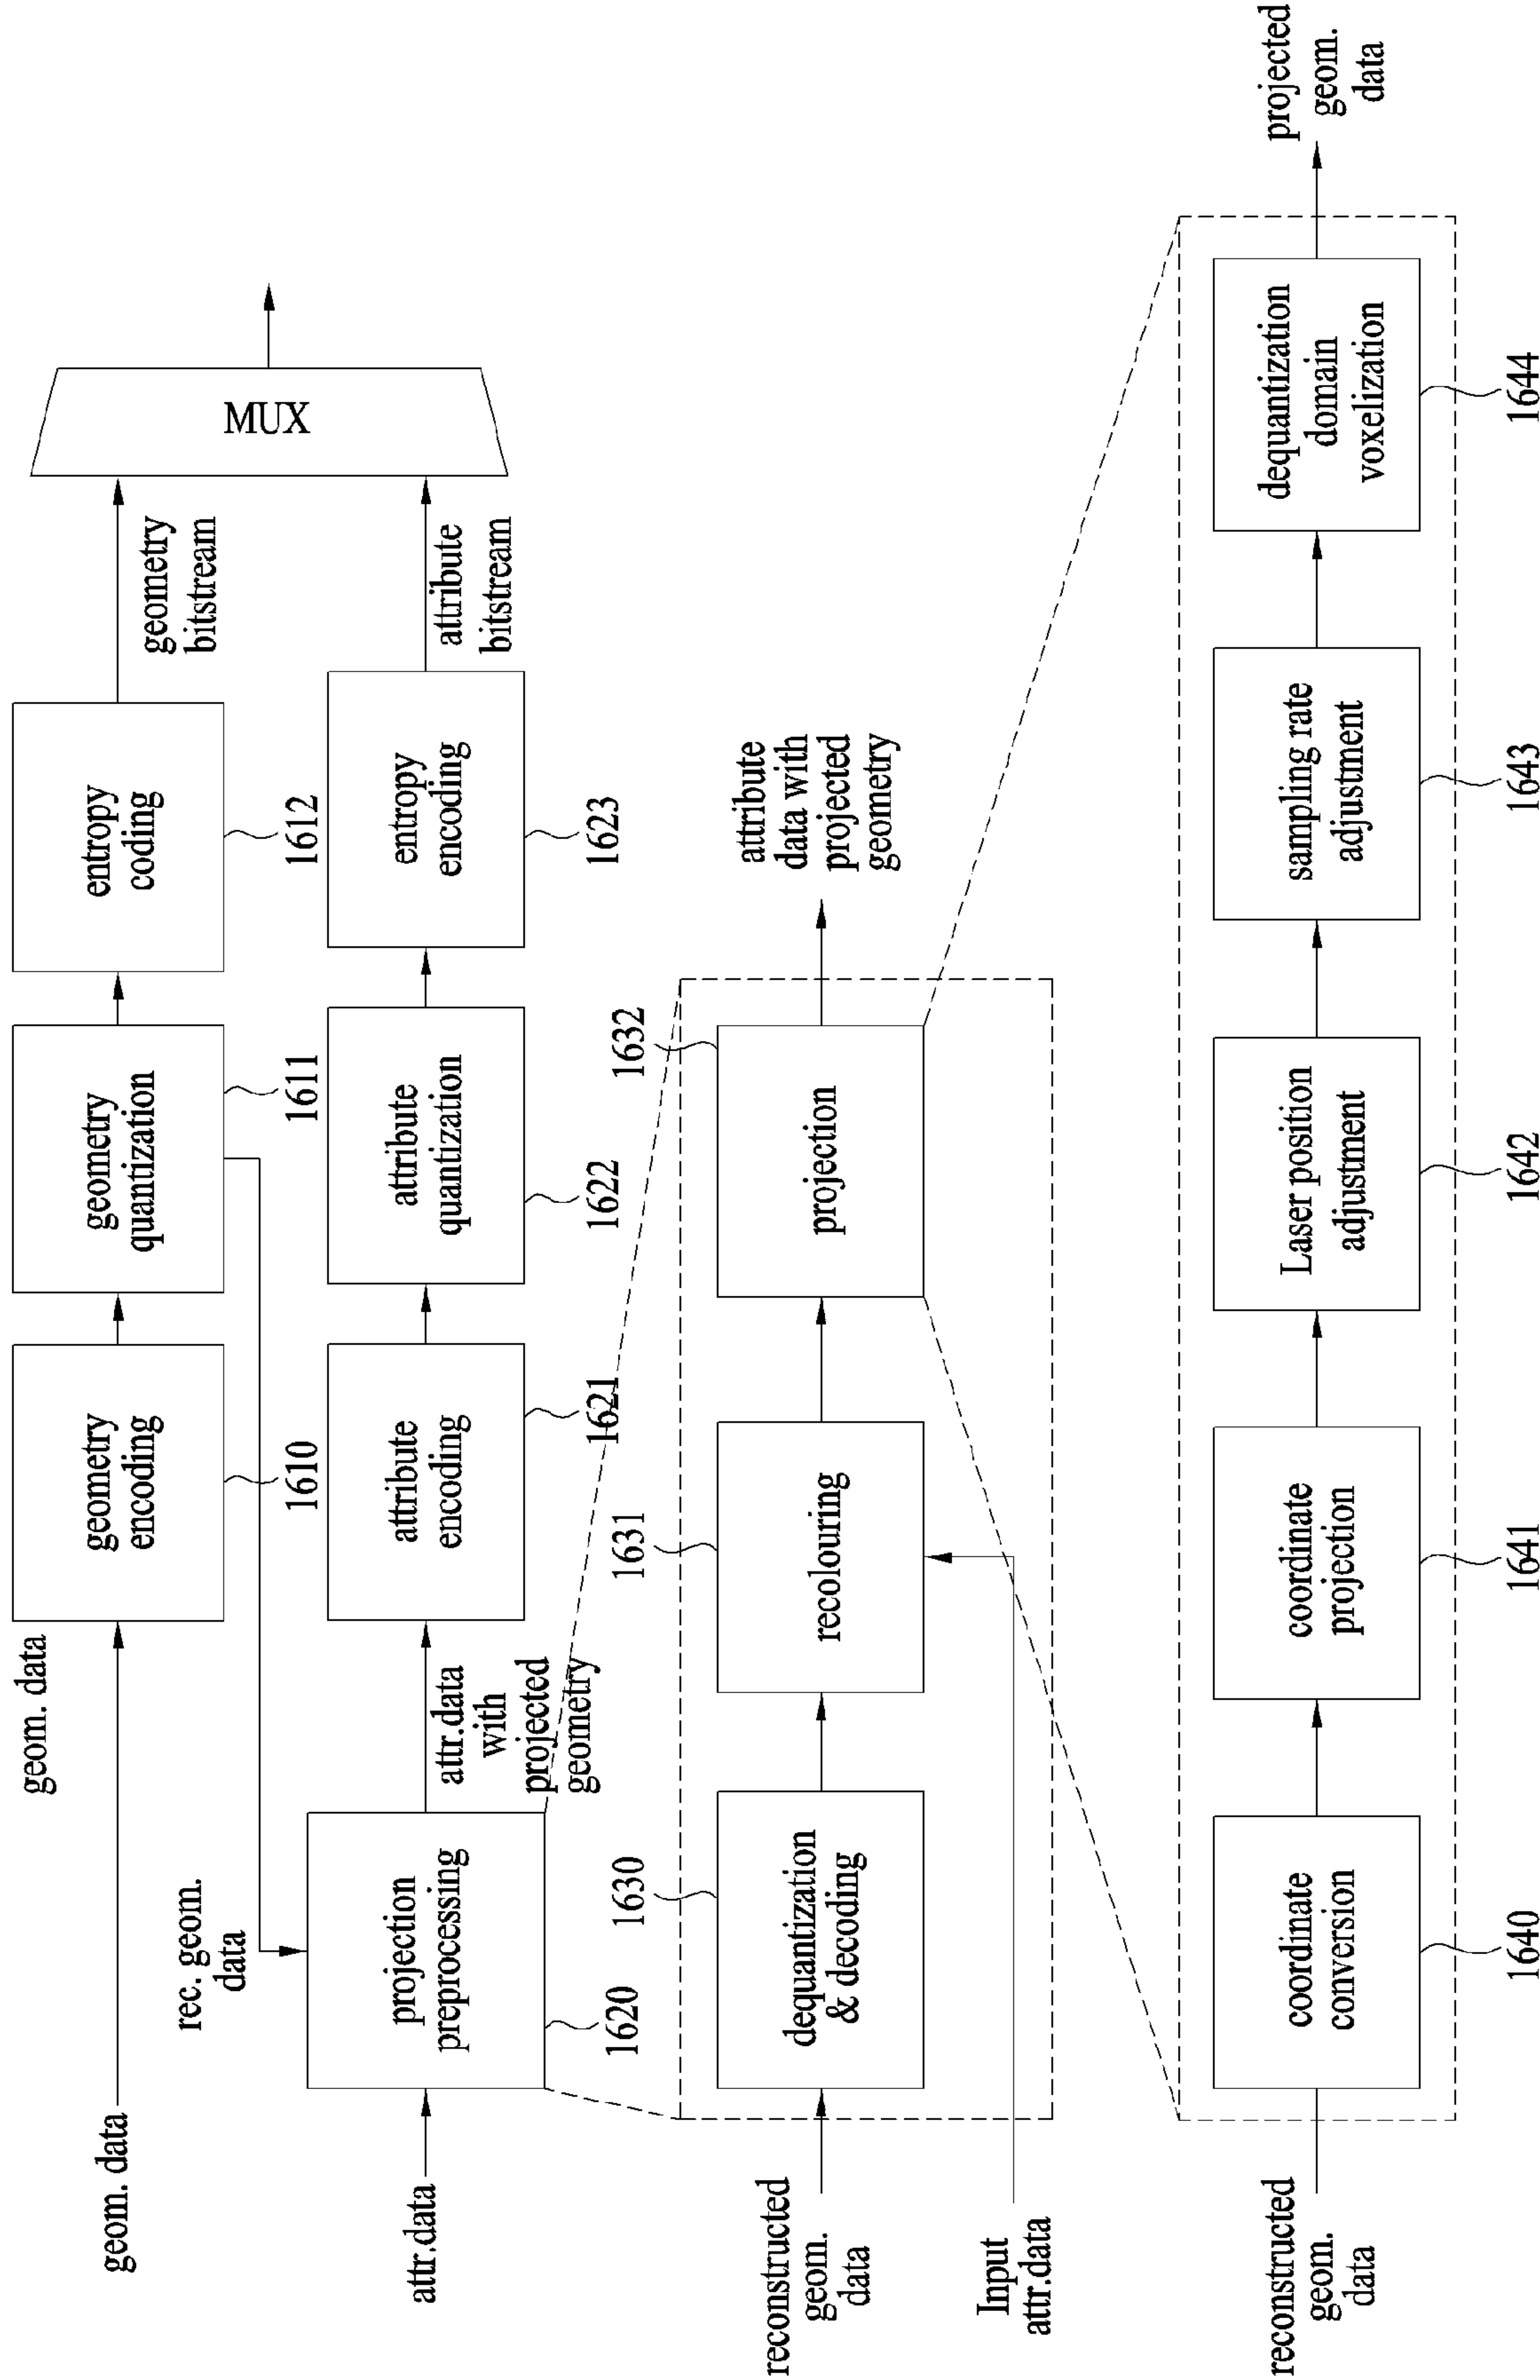 geom. data
geom. data
geometry
encoding
1610
geometry
quantization
1611
entropy
coding
1612
geometry
bitstream
MUX
rec. geom.
data
attr.data
projection
preprocessing
1620
attr.data
with
projected
geometry
attribute
encoding
1621
attribute
quantization
1622
entropy
encoding
1623
attribute
bitstream
reconstructed
geom.
data
Input
attr.data
dequantization
& decoding
1630
recolouring
1631
projection
1632
attribute
data with
projected
geometry
reconstructed
geom.
data
coordinate
conversion
1640
coordinate
projection
1641
Laser position
adjustment
1642
sampling rate
adjustment
1643
dequantization
domain
voxelization
1644
projected
geom.
data